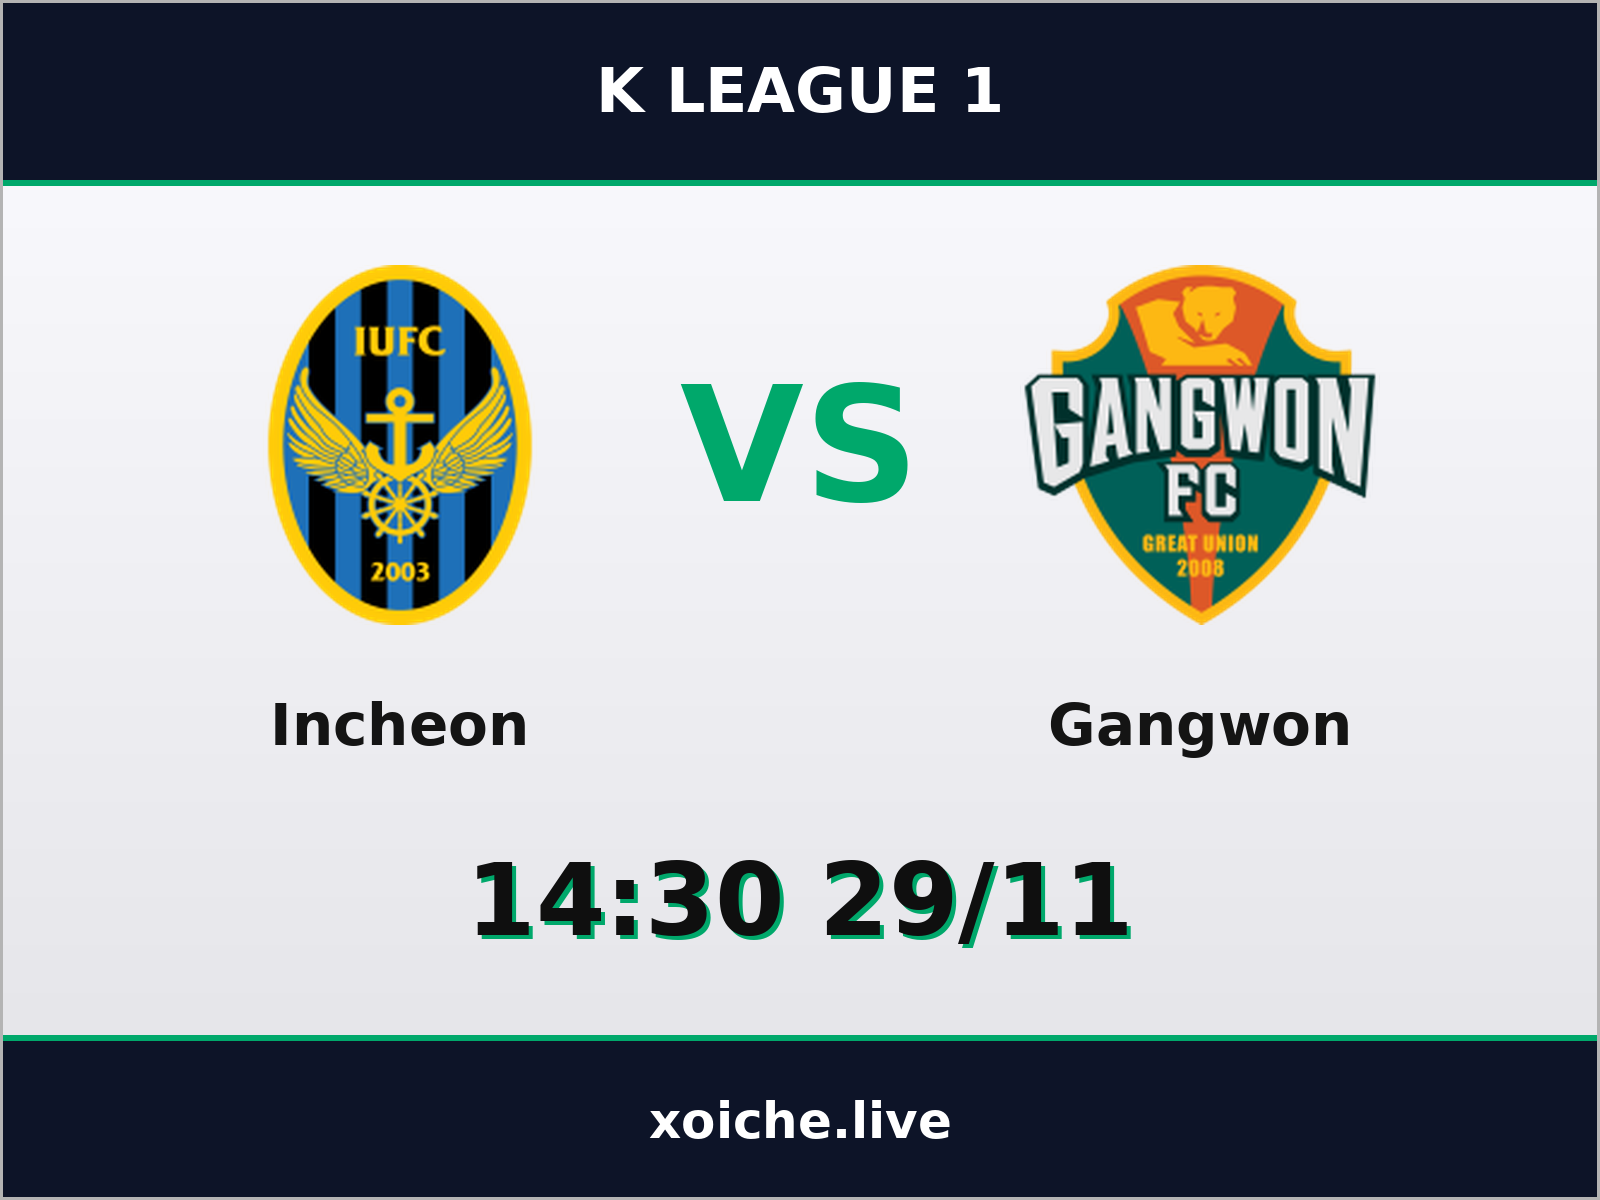 K LEAGUE 1
IUFC
2003
VS
GANGWON
FC
GREAT UNION
2008
Incheon
Gangwon
14:30 29/11
xoiche.live